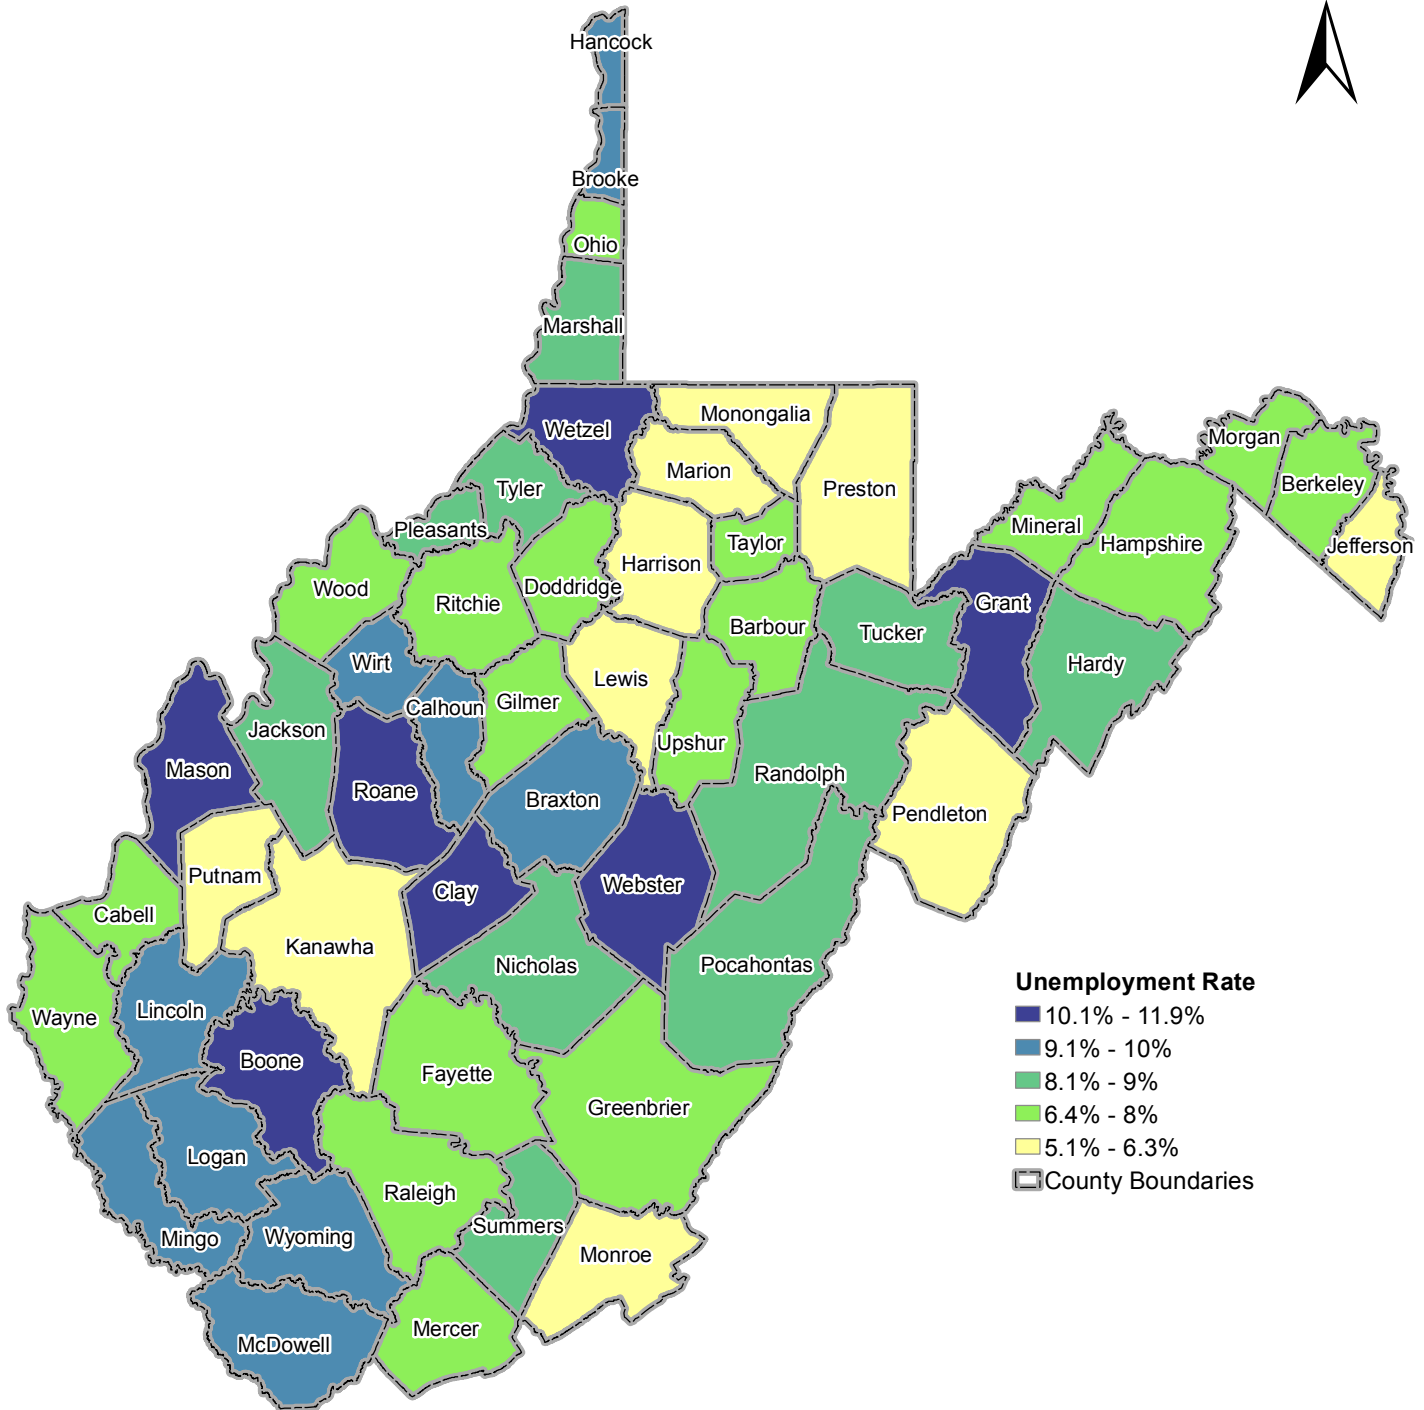 Hancock
Brooke
Ohio
Marshall
Wetzel
Monongalia
Marion
Preston
Tyler
Pleasants
Morgan
Berkeley
Jefferson
Mineral
Hampshire
Taylor
Harrison
Doddridge
Wood
Ritchie
Barbour
Tucker
Grant
Hardy
Wirt
Lewis
Calhoun
Gilmer
Jackson
Upshur
Mason
Roane
Braxton
Randolph
Pendleton
Putnam
Clay
Webster
Cabell
Kanawha
Nicholas
Pocahontas
Lincoln
Wayne
Boone
Fayette
Greenbrier
Logan
Raleigh
Summers
Mingo
Wyoming
Monroe
Mercer
McDowell
Unemployment Rate
10.1% - 11.9%
9.1% - 10%
8.1% - 9%
6.4% - 8%
5.1% - 6.3%
County Boundaries